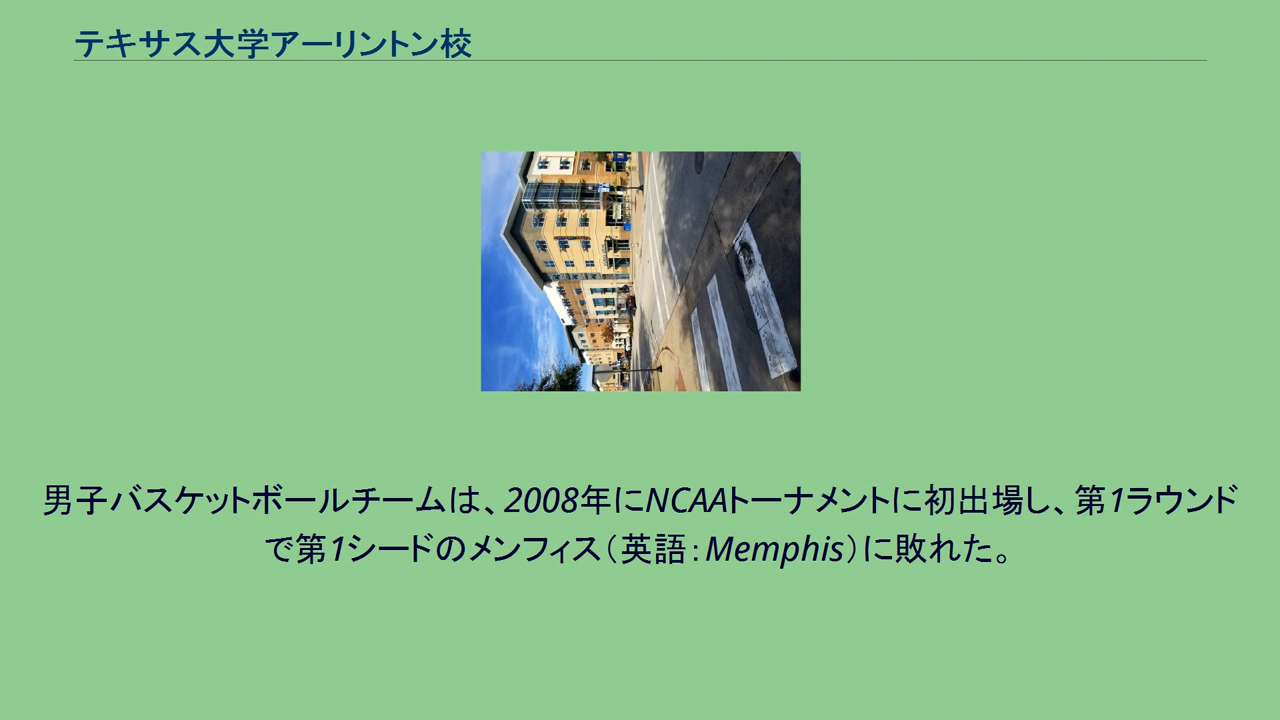 テキサス大学アーリントン校
男子バスケットボールチームは、2008年にNCAAトーナメントに初出場し、第1ラウンド
で第1シードのメンフィス（英語：Memphis）に敗れた。